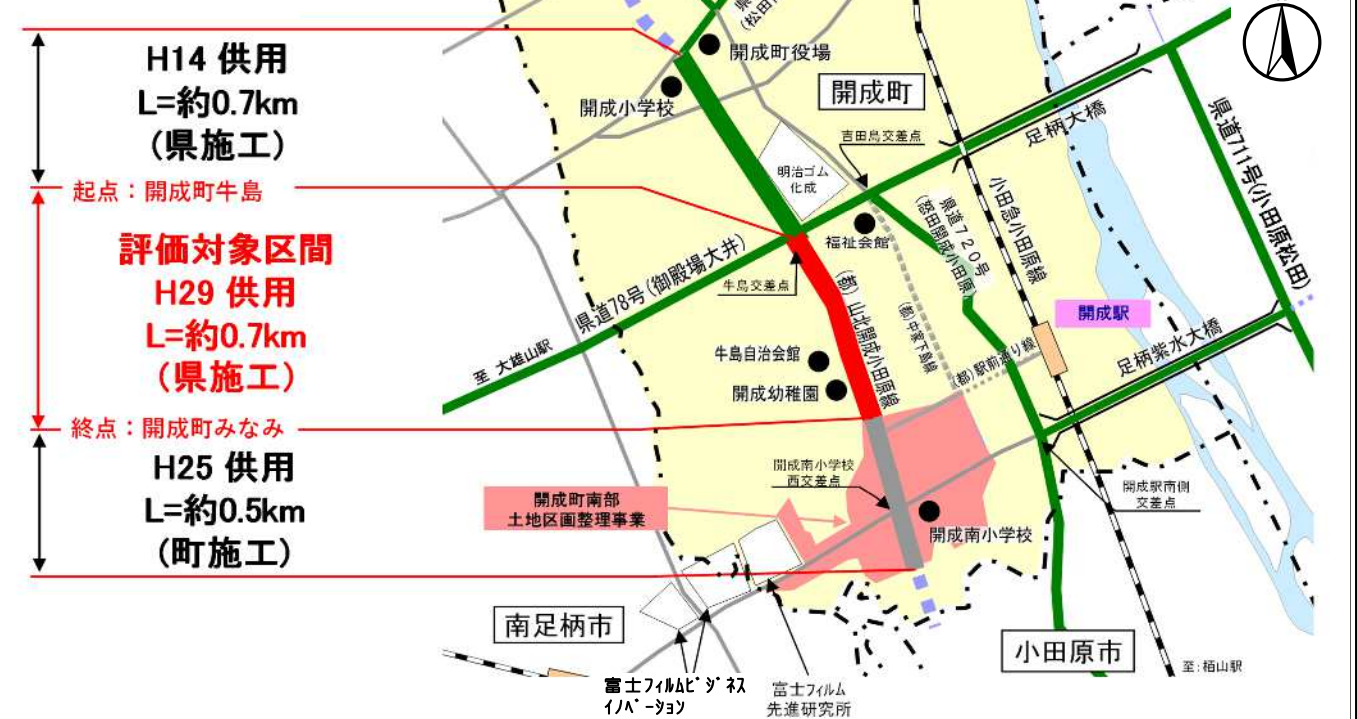 H14 供用
L=約0.7km
(県施工)
起点：開成町牛島
評価対象区間
H29 供用
L=約0.7km
(県施工)
終点：開成町みなみ
H25 供用
L=約0.5km
(町施工)
開成町役場
開成小学校
開成町
吉田島交差点
足柄大橋
県道711号(小田原松田)
明治ゴム
化成
福祉会館
県道720号
(怒田開成小田原)
小田急小田原線
県道78号(御殿場大井)
牛島交差点
至 大雄山駅
(都) 山北開成小田原線
(都)中家下島線
開成駅
足柄紫水大橋
(都)駅前通り線
牛島自治会館
開成幼稚園
開成南小学校
西交差点
開成駅南側
交差点
開成町南部
土地区画整理事業
開成南小学校
南足柄市
小田原市
至:栢山駅
富士フィルムビジネス
イノベーション
富士フイルム
先進研究所